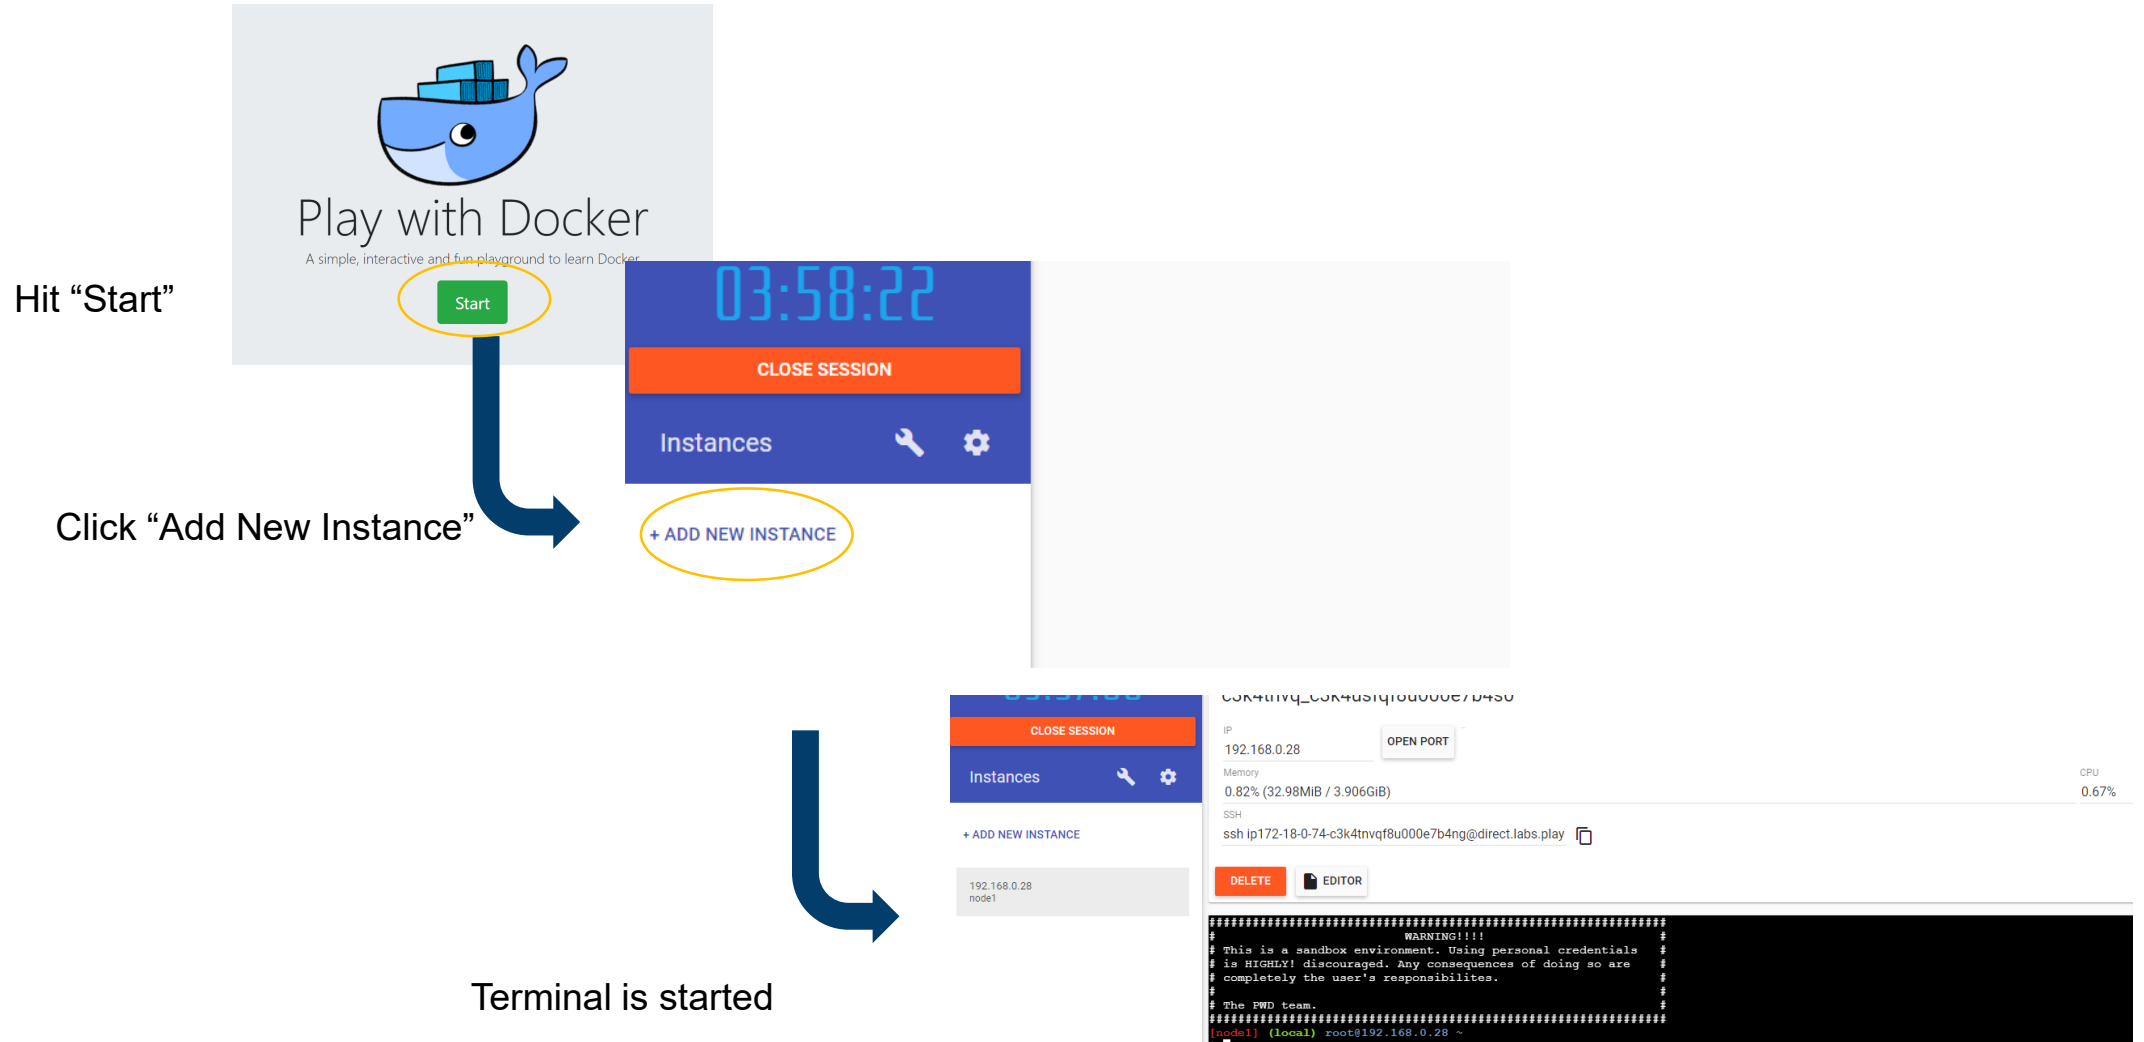 Play with Docker
A simple, interactive and fun playground to learn Docker
Start
Hit “Start”
03:58:22
CLOSE SESSION
Instances
Click “Add New Instance”
+ ADD NEW INSTANCE
CLOSE SESSION
Instances
+ ADD NEW INSTANCE
192.168.0.28
node1
IP
192.168.0.28
OPEN PORT
Memory
0.82% (32.98MiB / 3.906GiB)
CPU
0.67%
SSH
ssh ip172-18-0-74-c3k4tnvqf8u000e7b4ng@direct.labs.play
DELETE
EDITOR
###############################################################
# WARNING!!!! #
# This is a sandbox environment. Using personal credentials #
# is HIGHLY! discouraged. Any consequences of doing so are #
# completely the user's responsibilites. #
# #
# The PWD team. #
###############################################################
[node1] (local) root@192.168.0.28 ~
Terminal is started